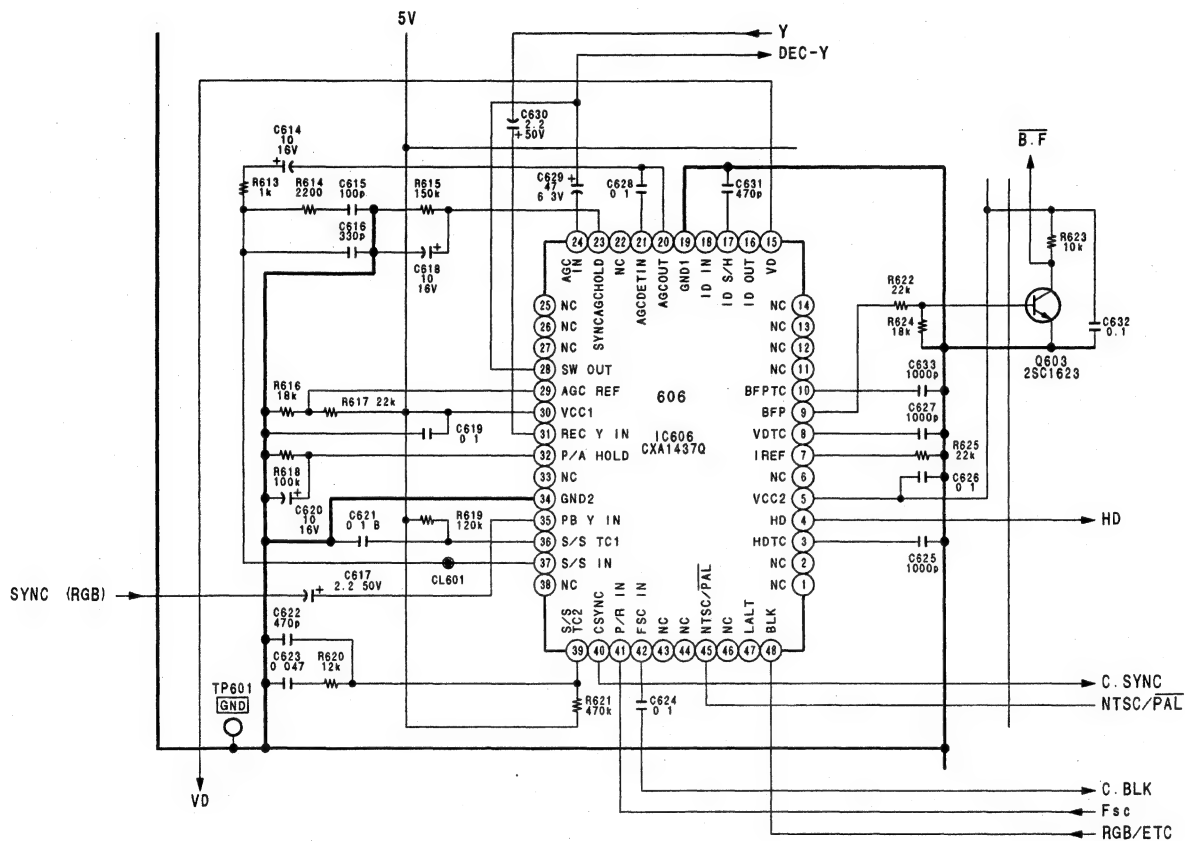 5V
Y
DEC-Y
C630
2.2
+50V
C614
10
16V
+
R613
1k
R614
2200
C615
100p
R615
150k
C616
330p
C618
10
16V
+
C629
47
6 3V
+
C628
0 1
C631
470p
B.F
R623
10k
R622
22k
R624
18k
C632
0.1
Q603
2SC1623
24
23
22
21
20
19
18
17
16
15
AGC IN
SYNCAGCHOLD
NC
AGCDETIN
AGCOUT
GND1
ID IN
ID S/H
ID OUT
VD
25 NC
26 NC
27 NC
28 SW OUT
29 AGC REF
30 VCC1
31 REC Y IN
32 P/A HOLD
33 NC
34 GND2
35 PB Y IN
36 S/S TC1
37 S/S IN
38 NC
606
IC606
CXA1437Q
NC 14
NC 13
NC 12
NC 11
BFPTC 10
BFP 9
VDTC 8
IREF 7
NC 6
VCC2 5
HD 4
HDTC 3
NC 2
NC 1
S/S TC2
CSYNC
P/R IN
FSC IN
NC
NC
NTSC/PAL
NC
LALT
BLK
39
40
41
42
43
44
45
46
47
48
R616
18k
R617 22k
C619
0 1
R618
100k
+
C620
10
16V
C621
0 1 B
R619
120k
CL601
C617
2.2 50V
+
SYNC (RGB)
C622
470p
C623
0 047
R620
12k
R621
470k
C624
0 1
TP601
GND
VD
C633
1000p
C627
1000p
R625
22k
C626
0 1
C625
1000p
HD
C.SYNC
NTSC/PAL
C.BLK
Fsc
RGB/ETC